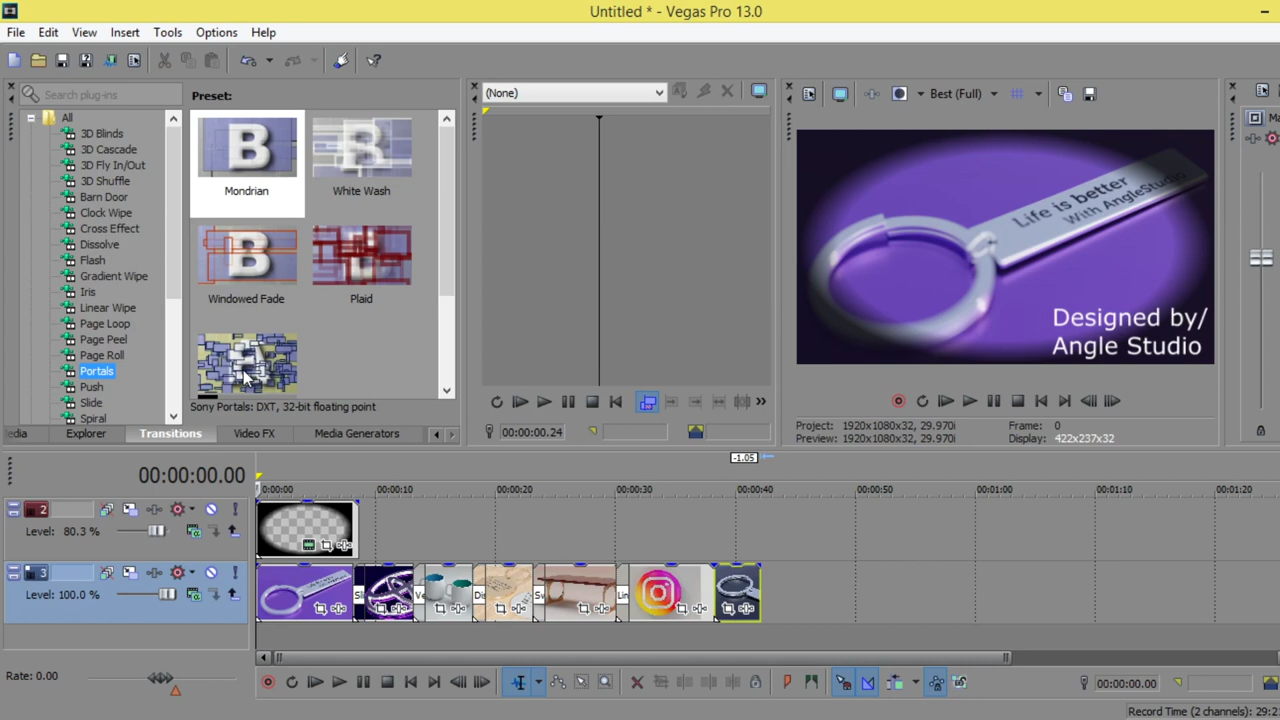 Untitled * - Vegas Pro 13.0
File Edit View Insert Tools Options Help
Search plug-ins
Preset:
(None)
Best (Full)
All
3D Blinds
3D Cascade
3D Fly In/Out
3D Shuffle
Barn Door
Clock Wipe
Cross Effect
Dissolve
Flash
Gradient Wipe
Iris
Linear Wipe
Page Loop
Page Peel
Page Roll
Portals
Push
Slide
Spiral
B
Mondrian
White Wash
B
Windowed Fade
Plaid
Sony Portals: DXT, 32-bit floating point
Life is better
With AngleStudio
Designed by/
Angle Studio
00:00:00.24
Project: 1920x1080x32, 29.970i
Preview: 1920x1080x32, 29.970i
Frame: 0
Display: 422x237x32
edia Explorer Transitions Video FX Media Generators
-1.05
00:00:00.00
0:00:00 00:00:10 00:00:20 00:00:30 00:00:40 00:00:50 00:01:00 00:01:10 00:01:20
2
Level: 80.3 %
3
Level: 100.0 %
Rate: 0.00
00:00:00.00
Record Time (2 channels): 29:2